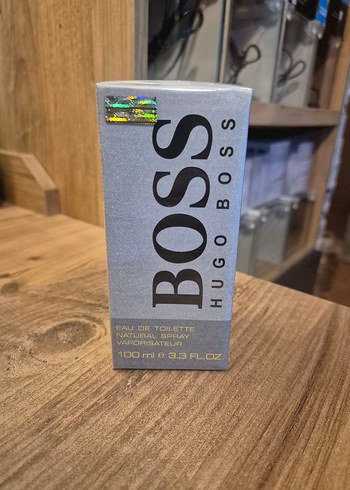 BOSS
HUGO BOSS
EAU DE TOILETTE
NATURAL SPRAY
VAPORISATEUR
100 ml ℮ 3.3 FL.OZ